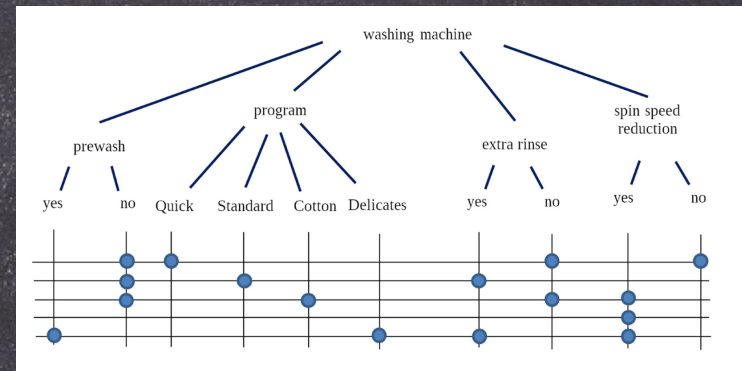 washing machine
program
spin speed
reduction
prewash
extra rinse
yes
no
Quick
Standard
Cotton
Delicates
yes
no
yes
no